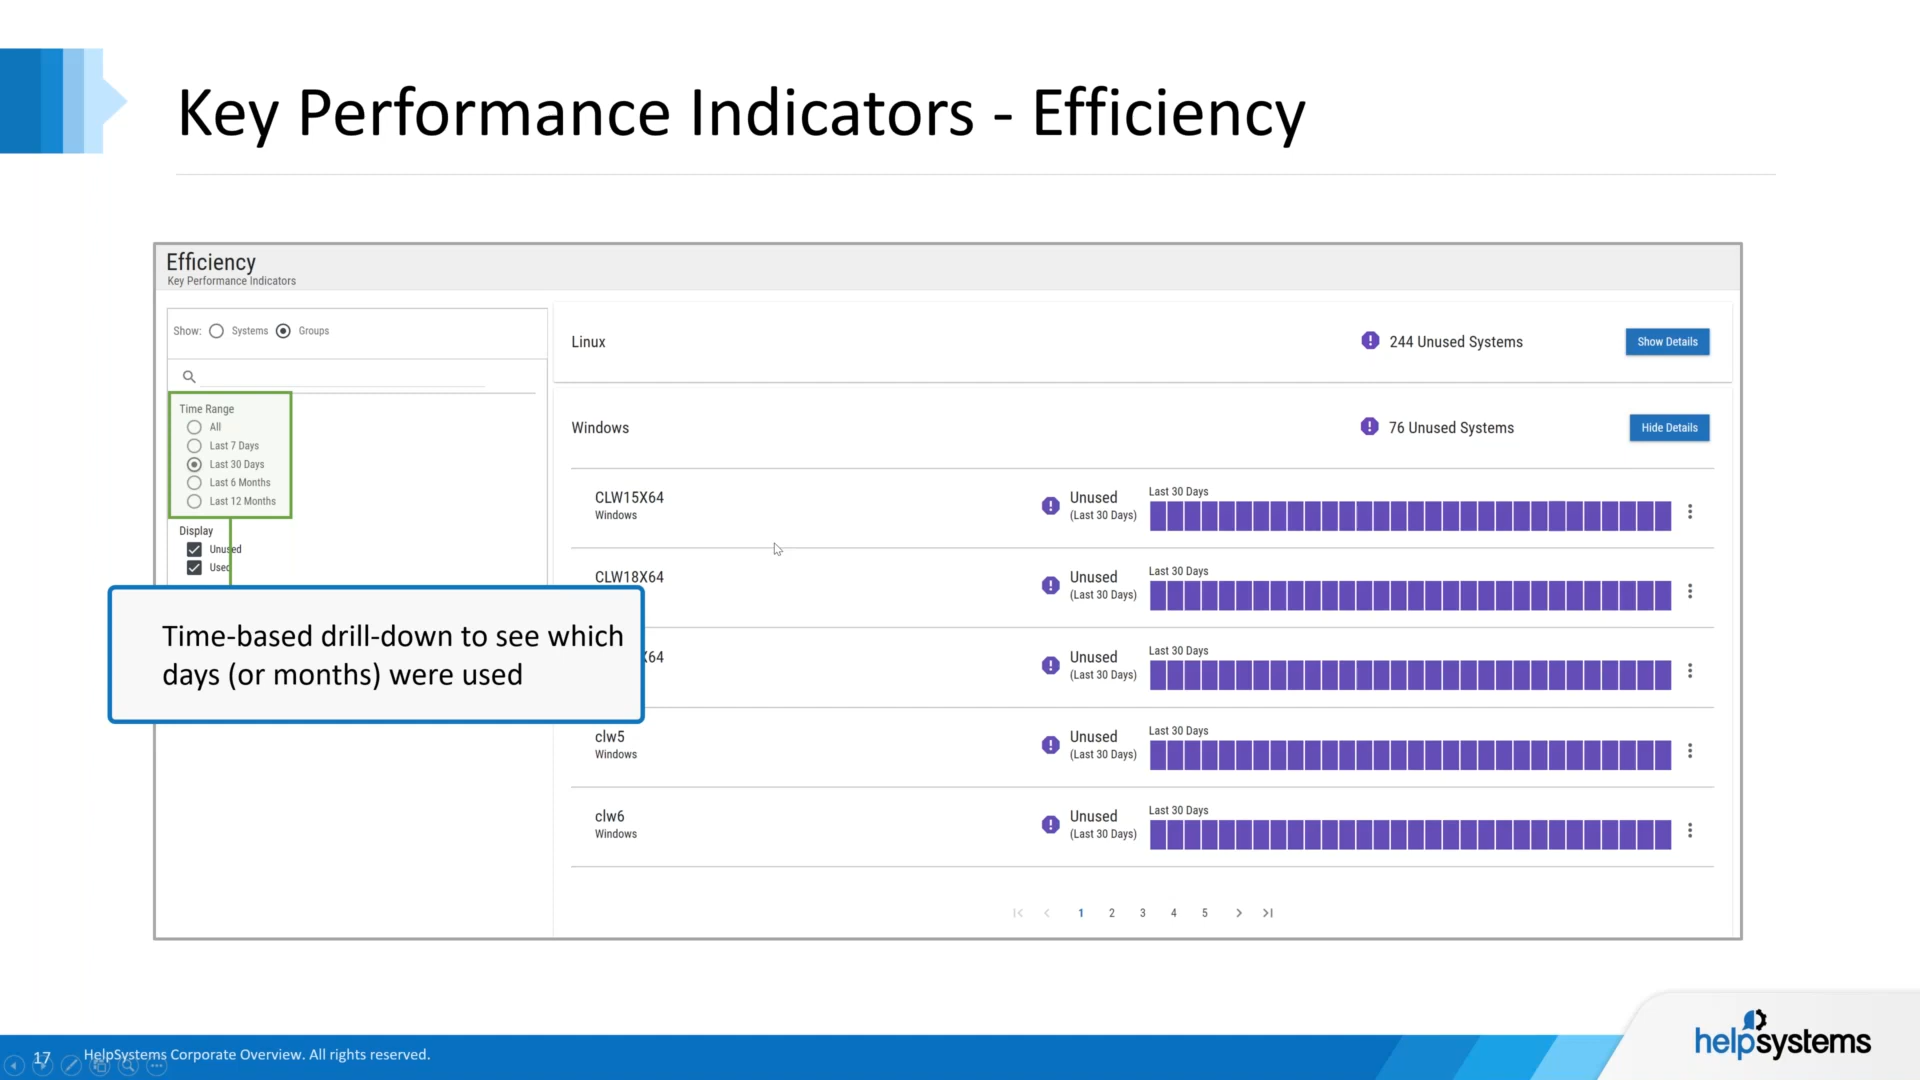 Key Performance Indicators - Efficiency
Efficiency
Key Performance Indicators
Show: Systems Groups
Time Range
All
Last 7 Days
Last 30 Days
Last 6 Months
Last 12 Months
Display
Unused
Used
Time-based drill-down to see which
days (or months) were used
Linux
244 Unused Systems
Show Details
Windows
76 Unused Systems
Hide Details
CLW15X64
Windows
Unused
(Last 30 Days)
Last 30 Days
CLW18X64
Unused
(Last 30 Days)
Last 30 Days
X64
Unused
(Last 30 Days)
Last 30 Days
clw5
Windows
Unused
(Last 30 Days)
Last 30 Days
clw6
Windows
Unused
(Last 30 Days)
Last 30 Days
1 2 3 4 5
17 HelpSystems Corporate Overview. All rights reserved.
helpsystems